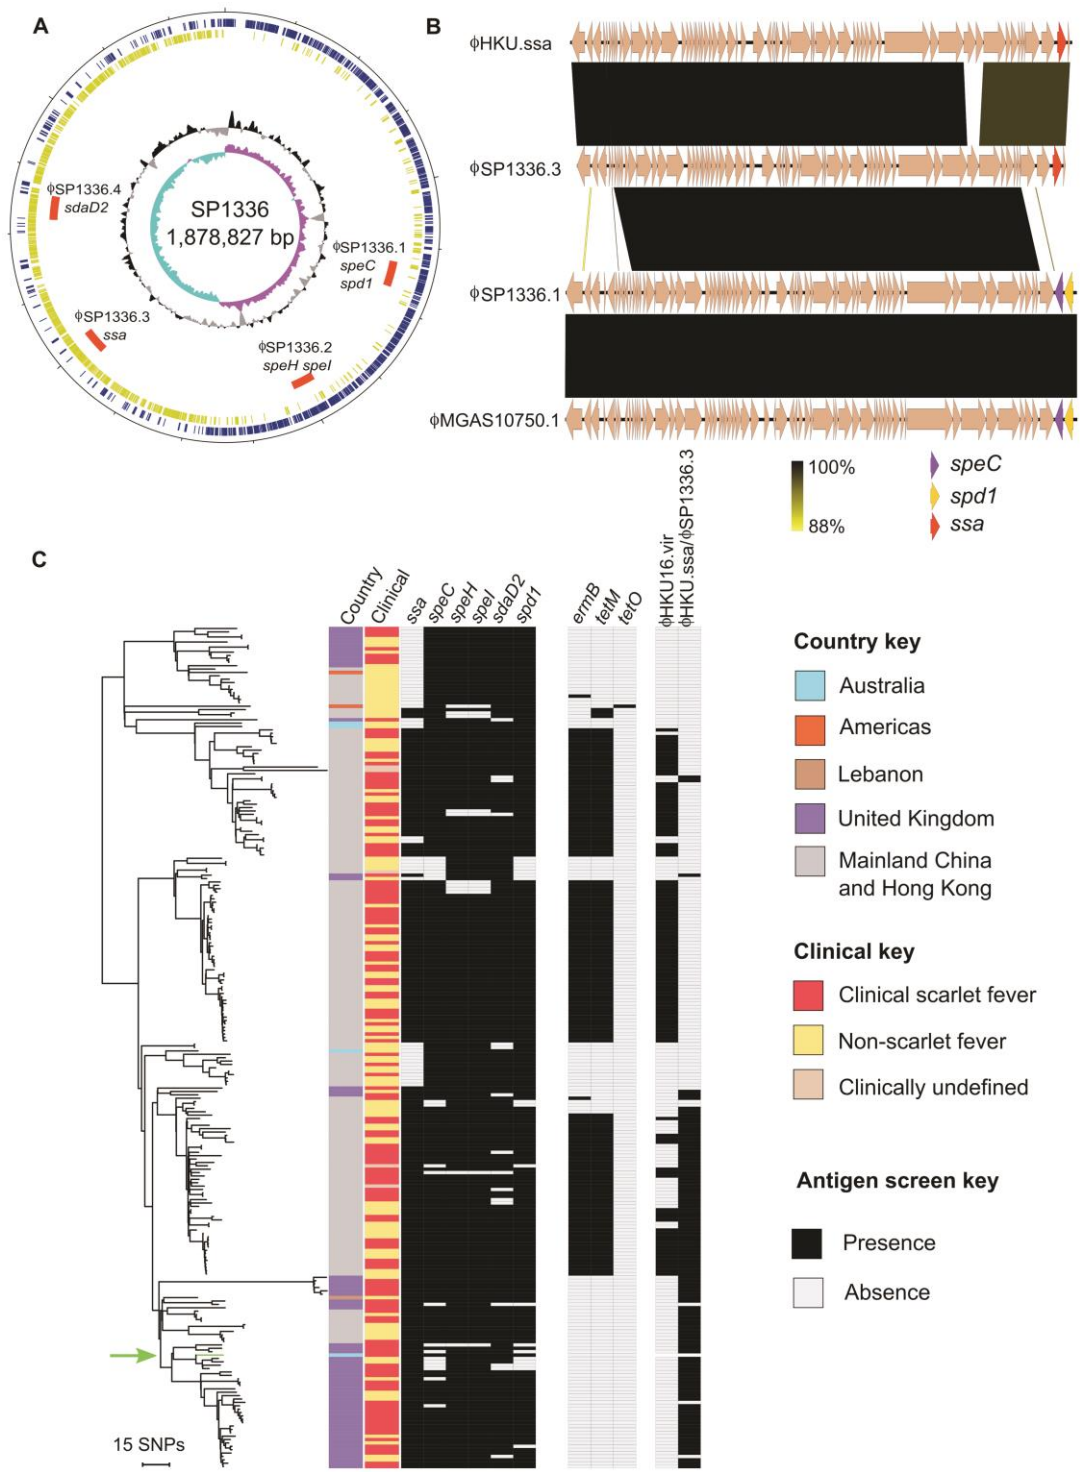 A
SP1336
1,878,827 bp
ϕSP1336.4
sdaD2
ϕSP1336.1
speC
spd1
ϕSP1336.3
ssa
ϕSP1336.2
speH speI
B
ϕHKU.ssa
ϕSP1336.3
ϕSP1336.1
ϕMGAS10750.1
100%
88%
speC
spd1
ssa
C
Country
Clinical
ssa
speC
speH
speI
sdaD2
spd1
ermB
tetM
tetO
ϕHKU16.vir
ϕHKU.ssa/ϕSP1336.3
15 SNPs
Country key
Australia
Americas
Lebanon
United Kingdom
Mainland China
and Hong Kong
Clinical key
Clinical scarlet fever
Non-scarlet fever
Clinically undefined
Antigen screen key
Presence
Absence